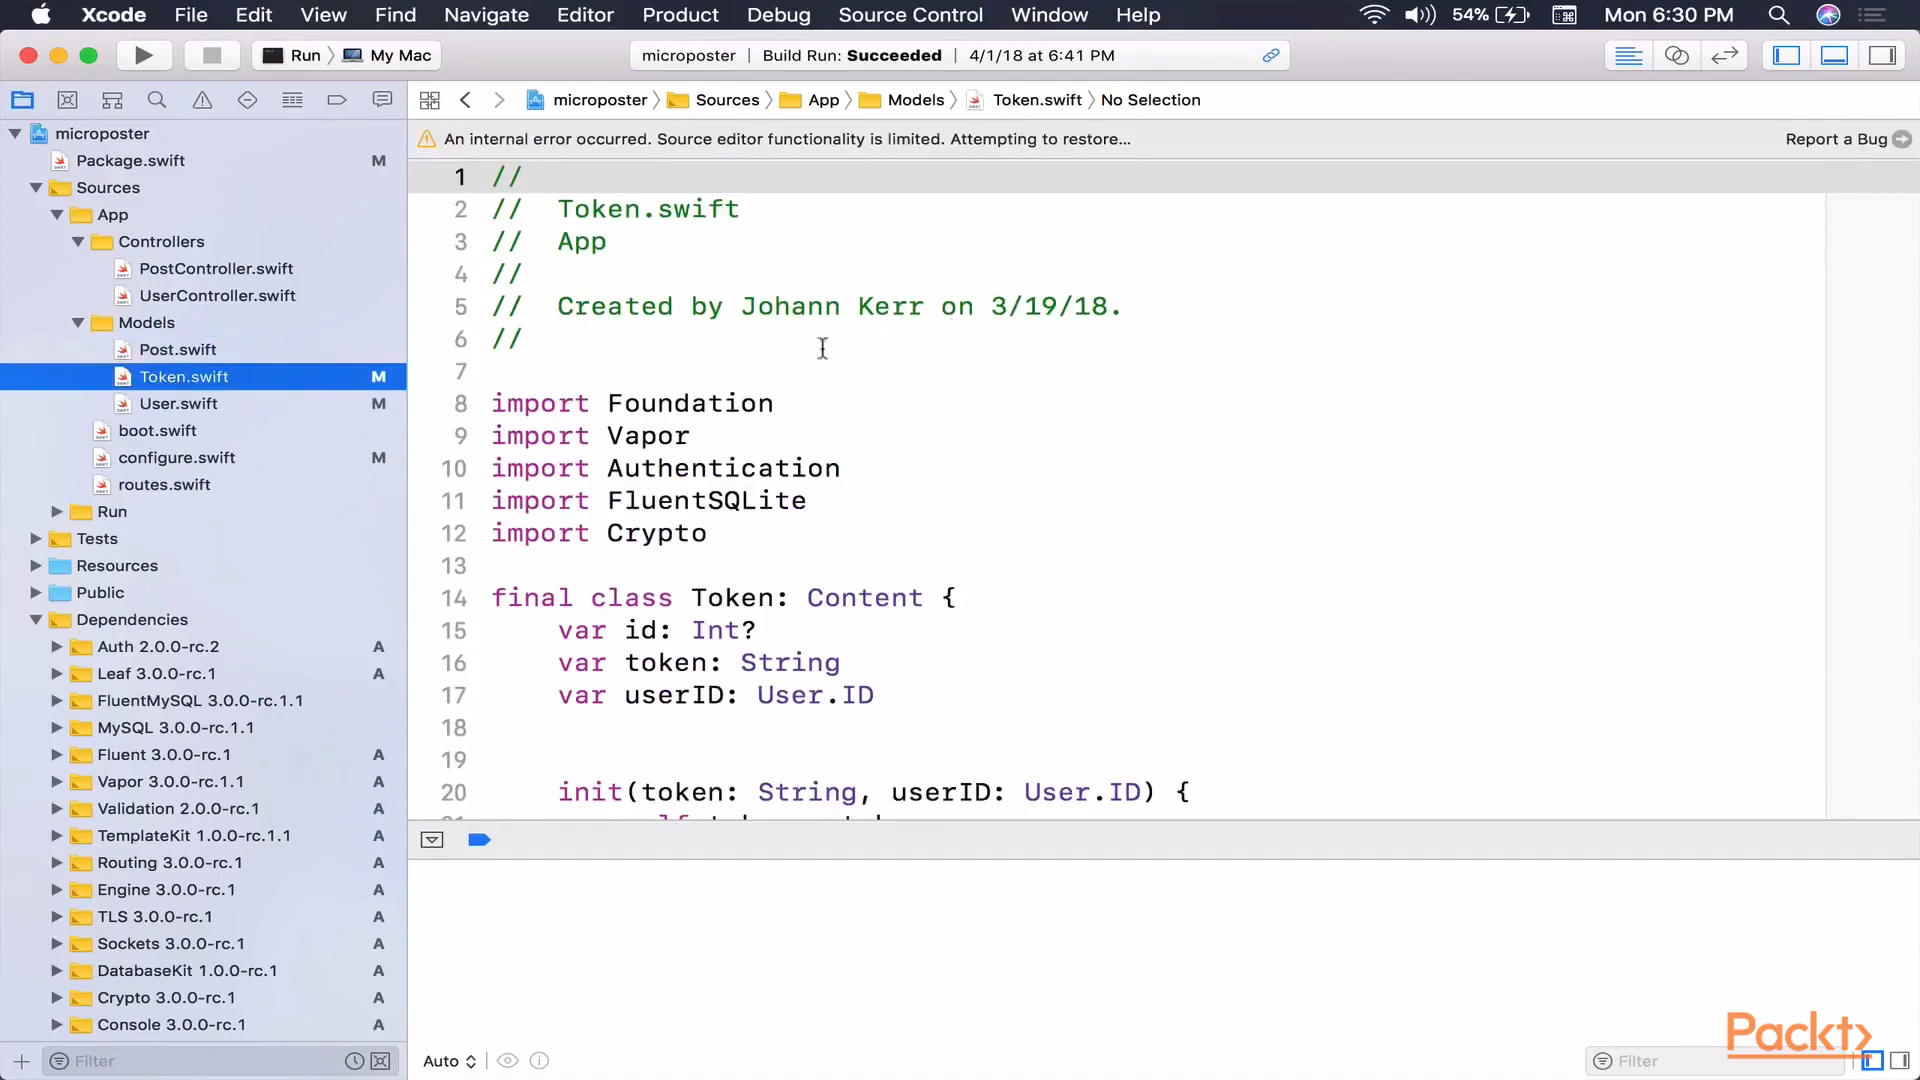 Xcode File Edit View Find Navigate Editor Product Debug Source Control Window Help 54% Mon 6:30 PM
Run My Mac microposter | Build Run: Succeeded | 4/1/18 at 6:41 PM
microposter Sources App Models Token.swift No Selection
An internal error occurred. Source editor functionality is limited. Attempting to restore... Report a Bug
microposter
Package.swift M
Sources
App
Controllers
PostController.swift
UserController.swift
Models
Post.swift
Token.swift M
User.swift M
boot.swift
configure.swift M
routes.swift
Run
Tests
Resources
Public
Dependencies
Auth 2.0.0-rc.2 A
Leaf 3.0.0-rc.1 A
FluentMySQL 3.0.0-rc.1.1
MySQL 3.0.0-rc.1.1
Fluent 3.0.0-rc.1 A
Vapor 3.0.0-rc.1.1 A
Validation 2.0.0-rc.1 A
TemplateKit 1.0.0-rc.1.1 A
Routing 3.0.0-rc.1 A
Engine 3.0.0-rc.1 A
TLS 3.0.0-rc.1 A
Sockets 3.0.0-rc.1 A
DatabaseKit 1.0.0-rc.1 A
Crypto 3.0.0-rc.1 A
Console 3.0.0-rc.1 A
Filter
1 //
2 // Token.swift
3 // App
4 //
5 // Created by Johann Kerr on 3/19/18.
6 //
7
8 import Foundation
9 import Vapor
10 import Authentication
11 import FluentSQLite
12 import Crypto
13
14 final class Token: Content {
15 var id: Int?
16 var token: String
17 var userID: User.ID
18
19
20 init(token: String, userID: User.ID) {
Auto
Filter
Packt